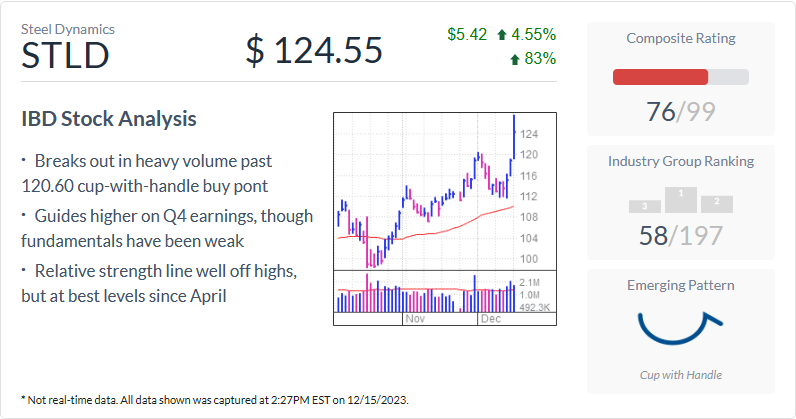 Steel Dynamics
STLD
$ 124.55
$5.42 4.55%
83%
IBD Stock Analysis
· Breaks out in heavy volume past
120.60 cup-with-handle buy pont
· Guides higher on Q4 earnings, though
fundamentals have been weak
· Relative strength line well off highs,
but at best levels since April
124
120
116
112
108
104
100
2.1M
1.0M
492.3K
Nov
Dec
Composite Rating
76/99
Industry Group Ranking
3 1 2
58/197
Emerging Pattern
Cup with Handle
* Not real-time data. All data shown was captured at 2:27PM EST on 12/15/2023.